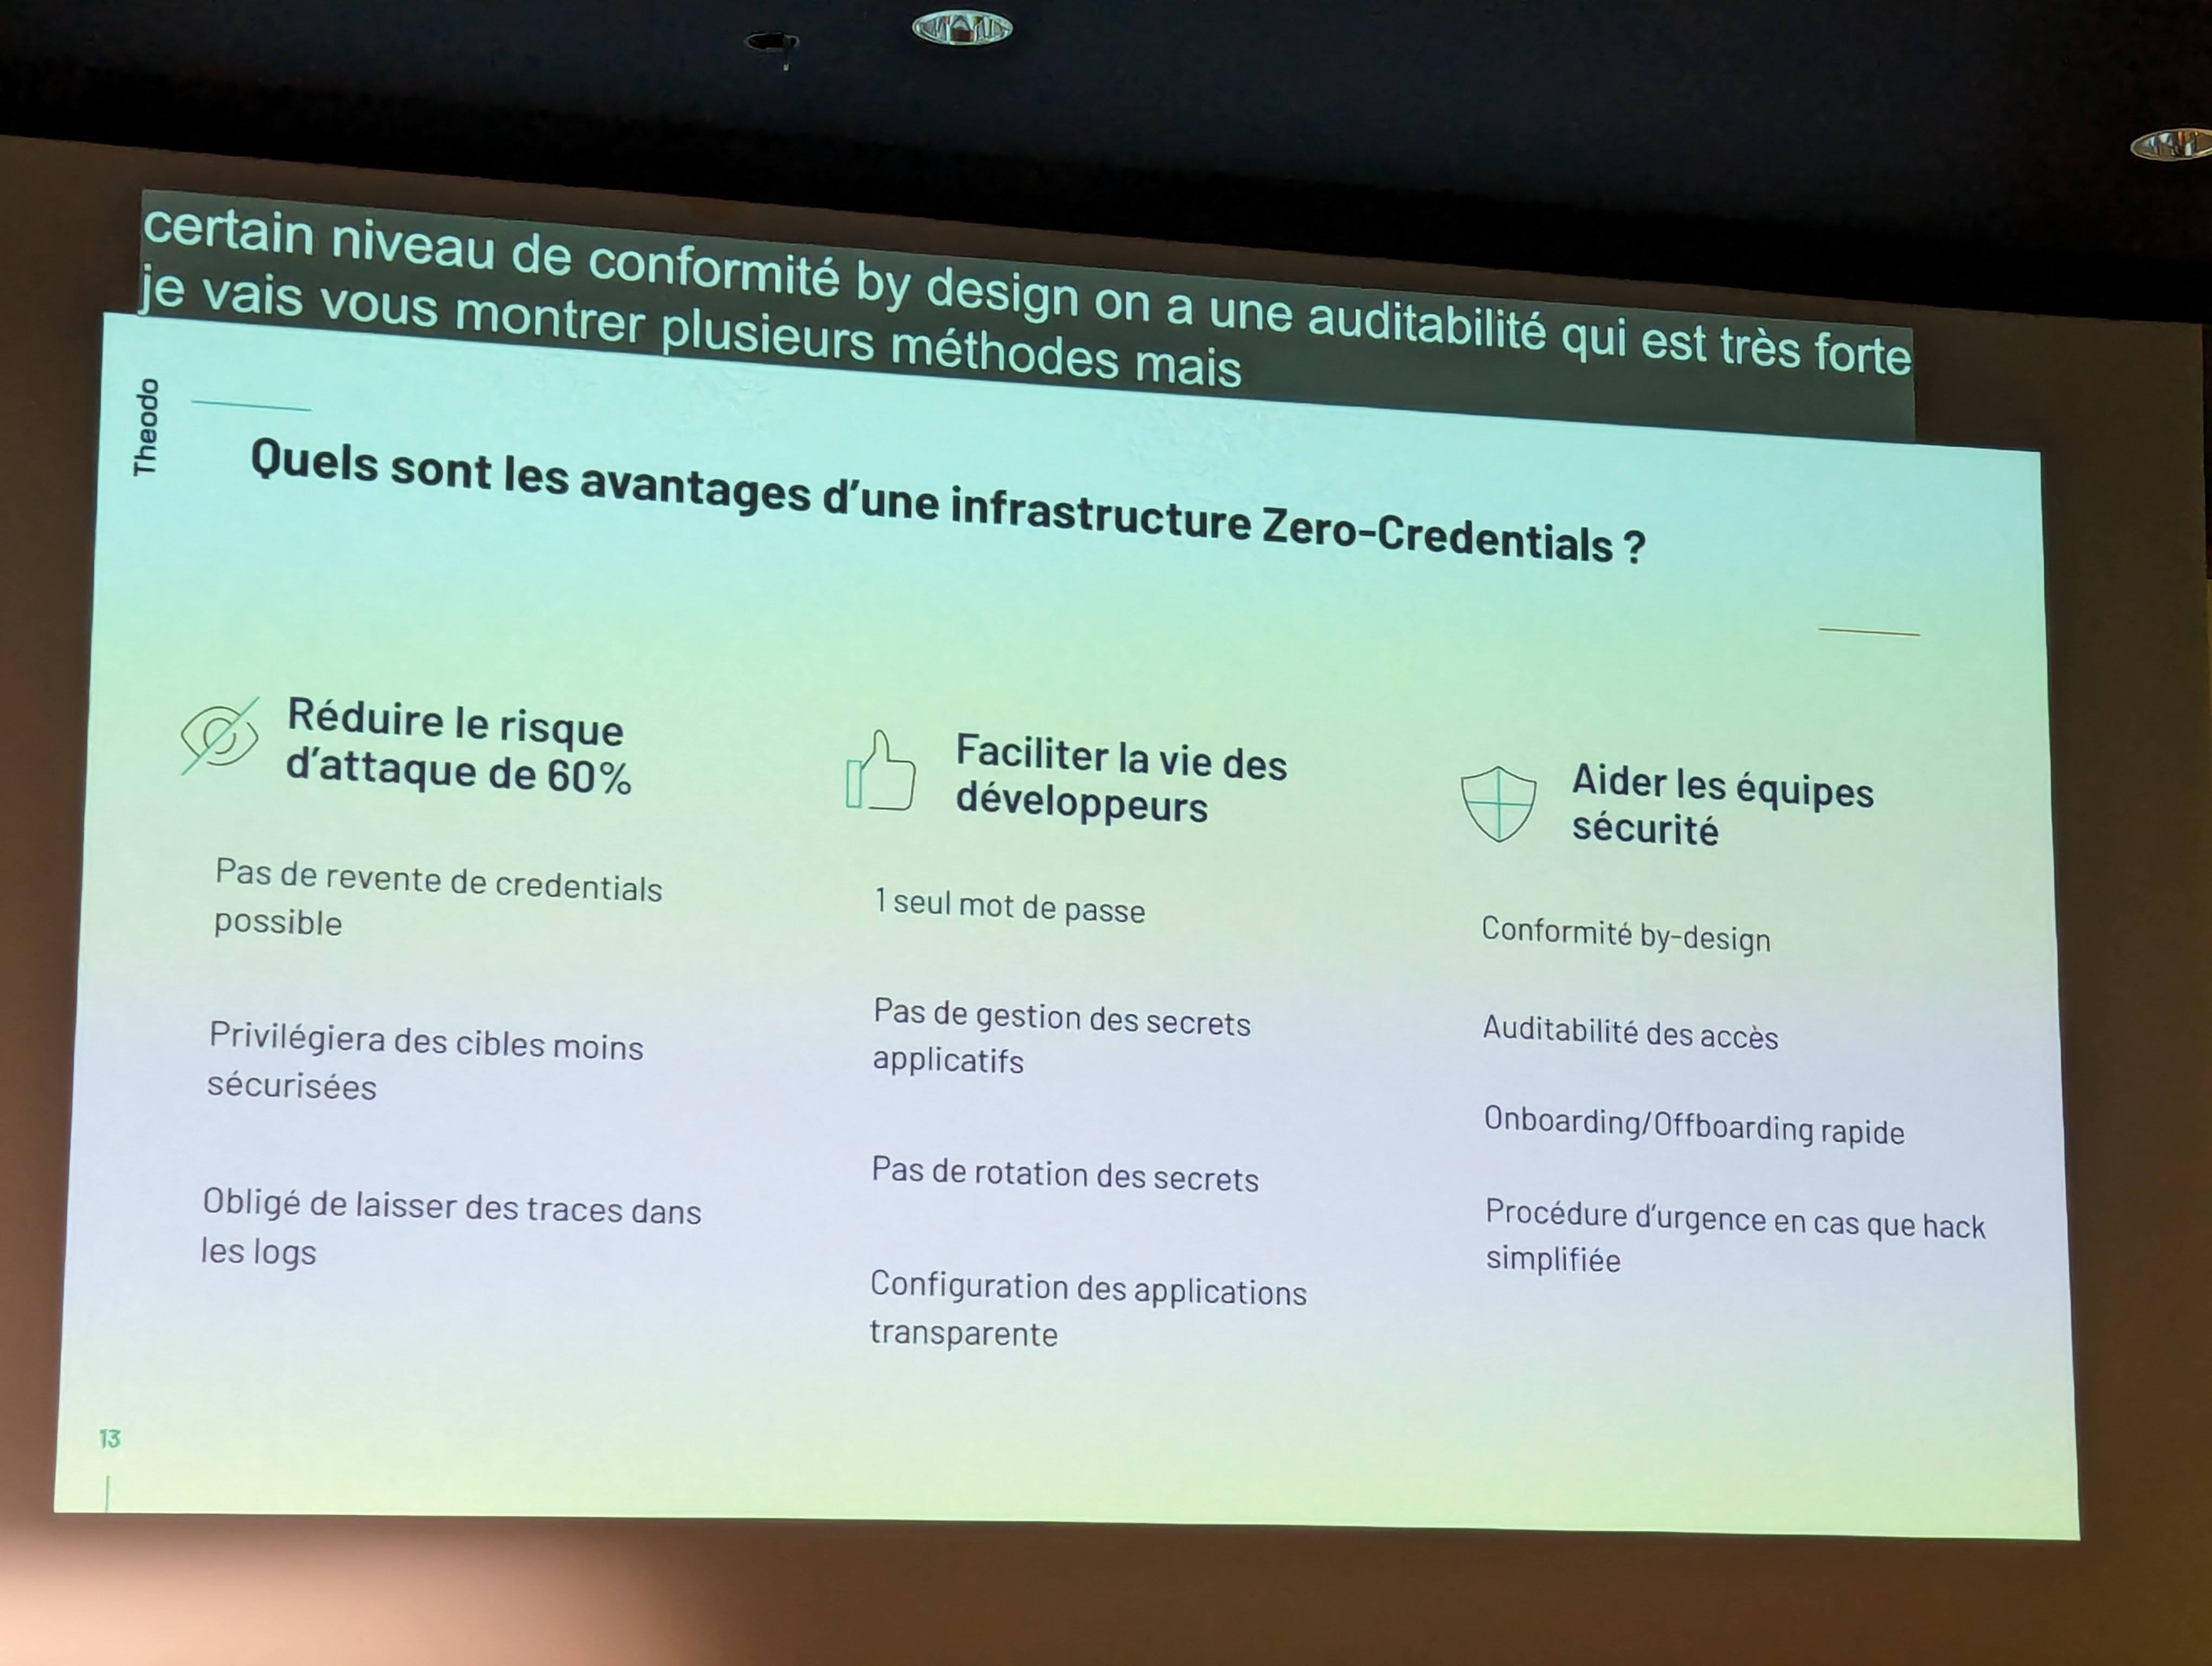 certain niveau de conformité by design on a une auditabilité qui est très forte
je vais vous montrer plusieurs méthodes mais
Theodo
Quels sont les avantages d'une infrastructure Zero-Credentials ?
Réduire le risque
d'attaque de 60%
Pas de revente de credentials
possible
Privilégiera des cibles moins
sécurisées
Obligé de laisser des traces dans
les logs
Faciliter la vie des
développeurs
1 seul mot de passe
Pas de gestion des secrets
applicatifs
Pas de rotation des secrets
Configuration des applications
transparente
Aider les équipes
sécurité
Conformité by-design
Auditabilité des accès
Onboarding/Offboarding rapide
Procédure d'urgence en cas que hack
simplifiée
13